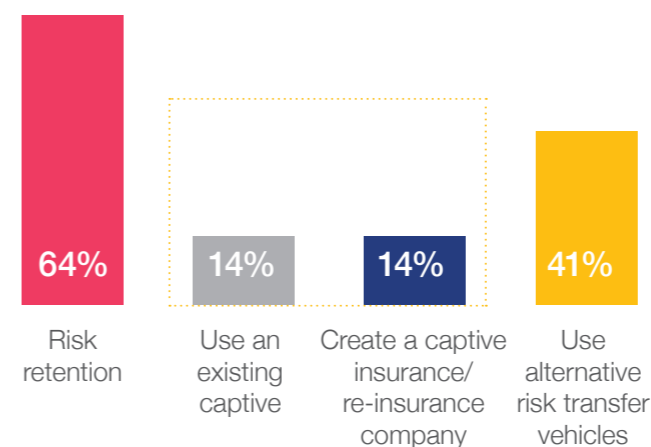 64%
14%
14%
41%
Risk
retention
Use an
existing
captive
Create a captive
insurance/
re-insurance
company
Use
alternative
risk transfer
vehicles